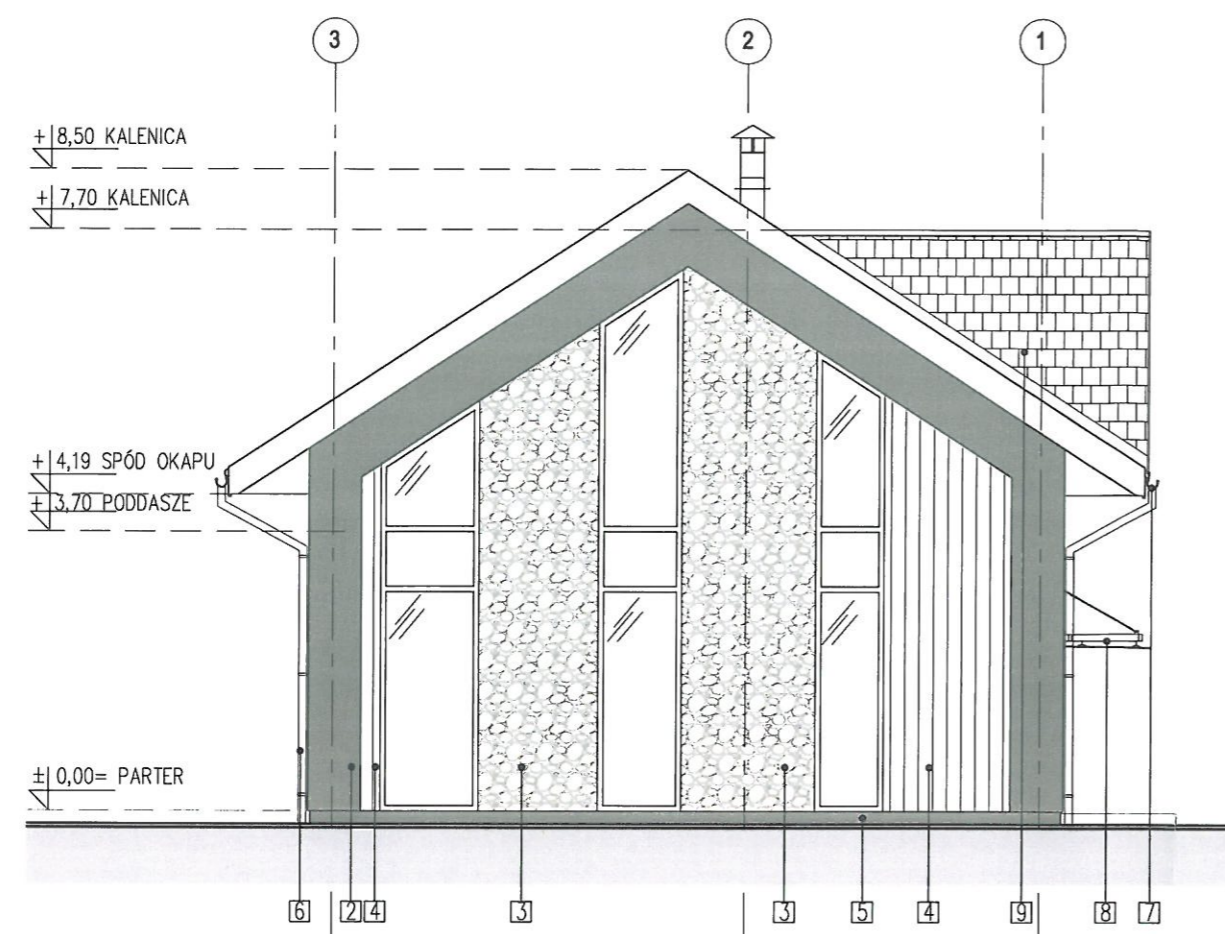 3 2 1
+ 8,50 KALENICA
+ 7,70 KALENICA
+ 4,19 SPÓD OKAPU
+ 3,70 PODDASZE
± 0,00= PARTER
6 2 4 3 3 5 4 9 8 7